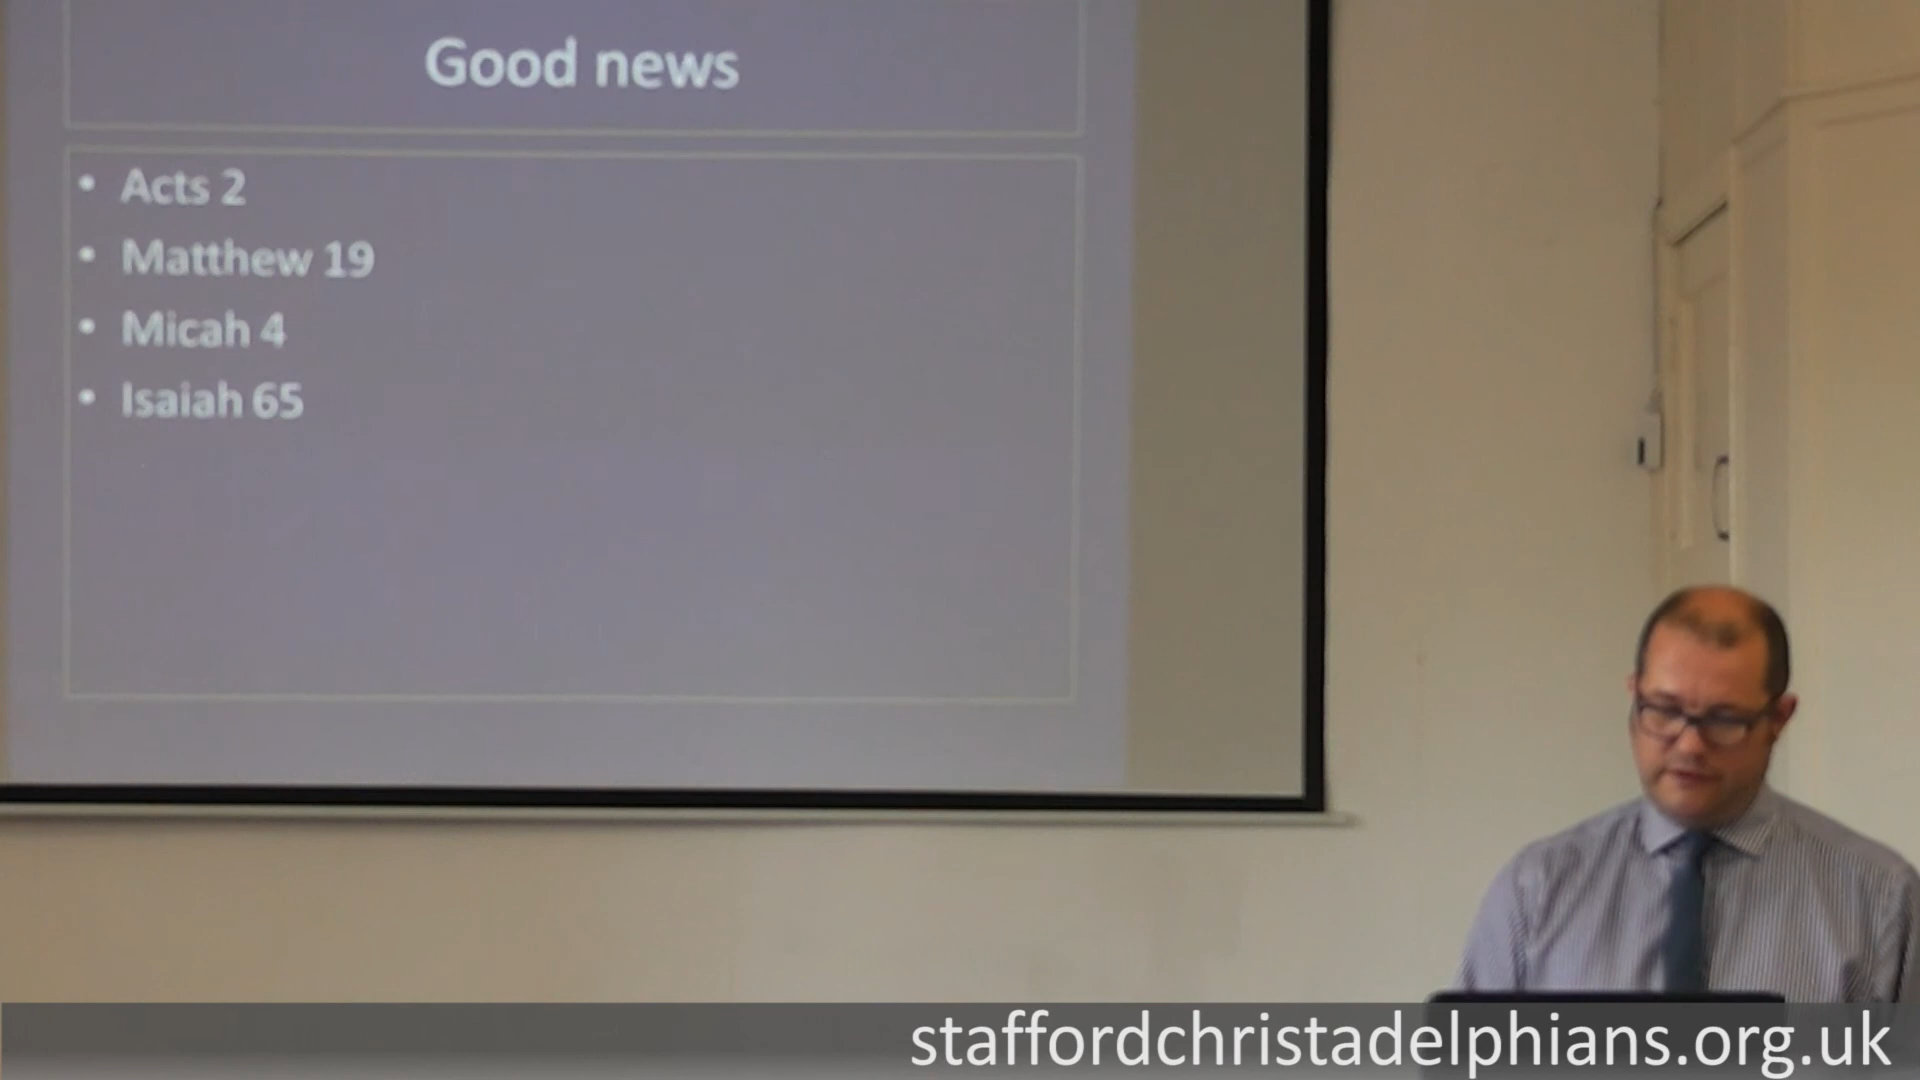 Good news
• Acts 2
• Matthew 19
• Micah 4
• Isaiah 65
staffordchristadelphians.org.uk